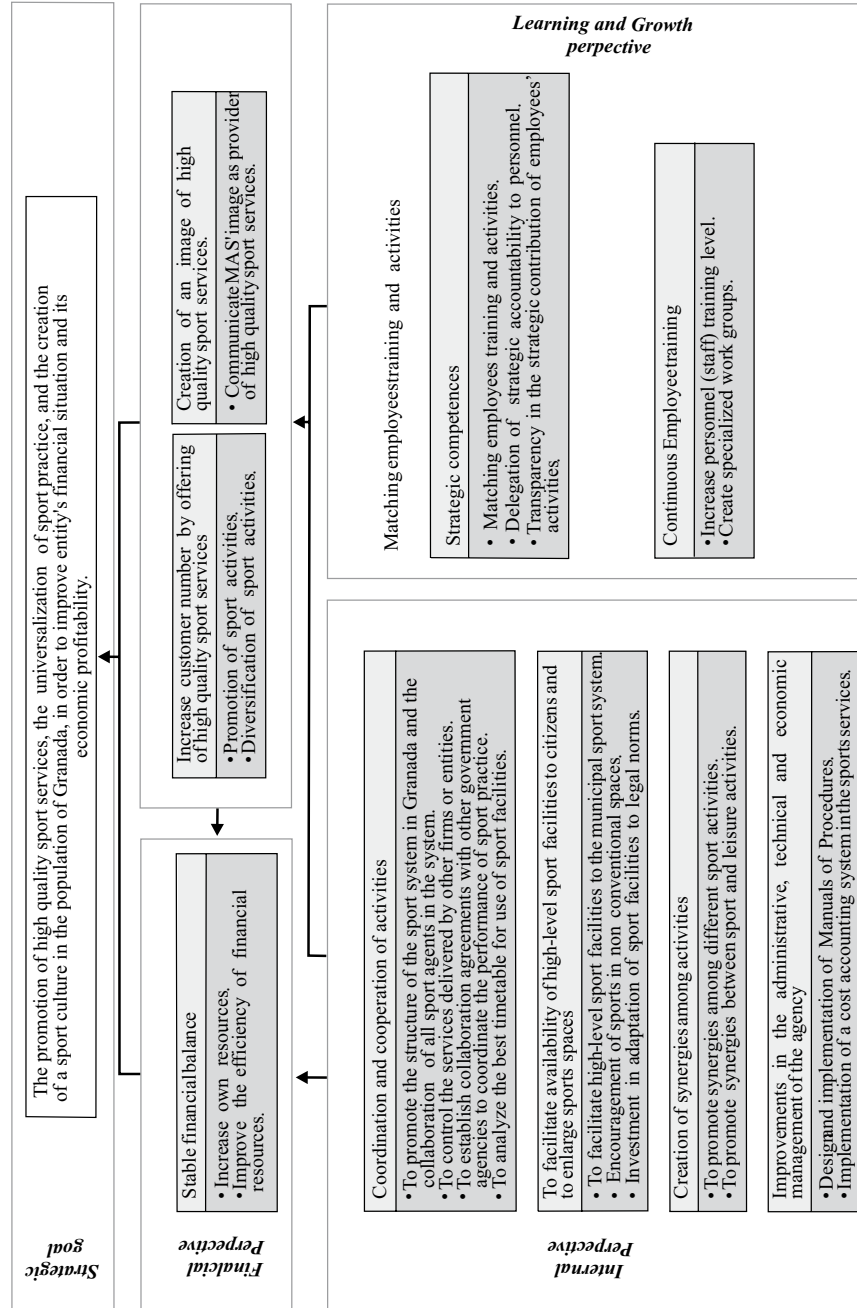 Strategic
goal
The promotion of high quality sport services, the universalization of sport practice, and the creation
of a sport culture in the population of Granada, in order to improve entity's financial situation and its
economic profitability.
Finalcial
Perpective
Stable financial balance
• Increase own resources.
• Improve the efficiency of financial
resources.
Increase customer number by offering
of high quality sport services
• Promotion of sport activities.
• Diversification of sport activities.
Creation of an image of high
quality sport services.
• Communicate MAS' image as provider
of high quality sport services.
Internal
Perpective
Coordination and cooperation of activities
• To promote the structure of the sport system in Granada and the
collaboration of all sport agents in the system.
• To control the services delivered by other firms or entities.
• To establish collaboration agreements with other government
agencies to coordinate the performance of sport practice.
• To analyze the best timetable for use of sport facilities.
To facilitate availability of high-level sport facilities to citizens and
to enlarge sports spaces
• To facilitate high-level sport facilities to the municipal sport system.
• Encouragement of sports in non conventional spaces.
• Investment in adaptation of sport facilities to legal norms.
Creation of synergies among activities
• To promote synergies among different sport activities.
• To promote synergies between sport and leisure activities.
Improvements in the administrative, technical and economic
management of the agency
• Design and implementation of Manuals of Procedures.
• Implementation of a cost accounting system in the sports services.
Learning and Growth
perpective
Matching employees training and activities
Strategic competences
• Matching employees training and activities.
• Delegation of strategic accountability to personnel.
• Transparency in the strategic contribution of employees'
activities.
Continuous Employee training
• Increase personnel (staff) training level.
• Create specialized work groups.